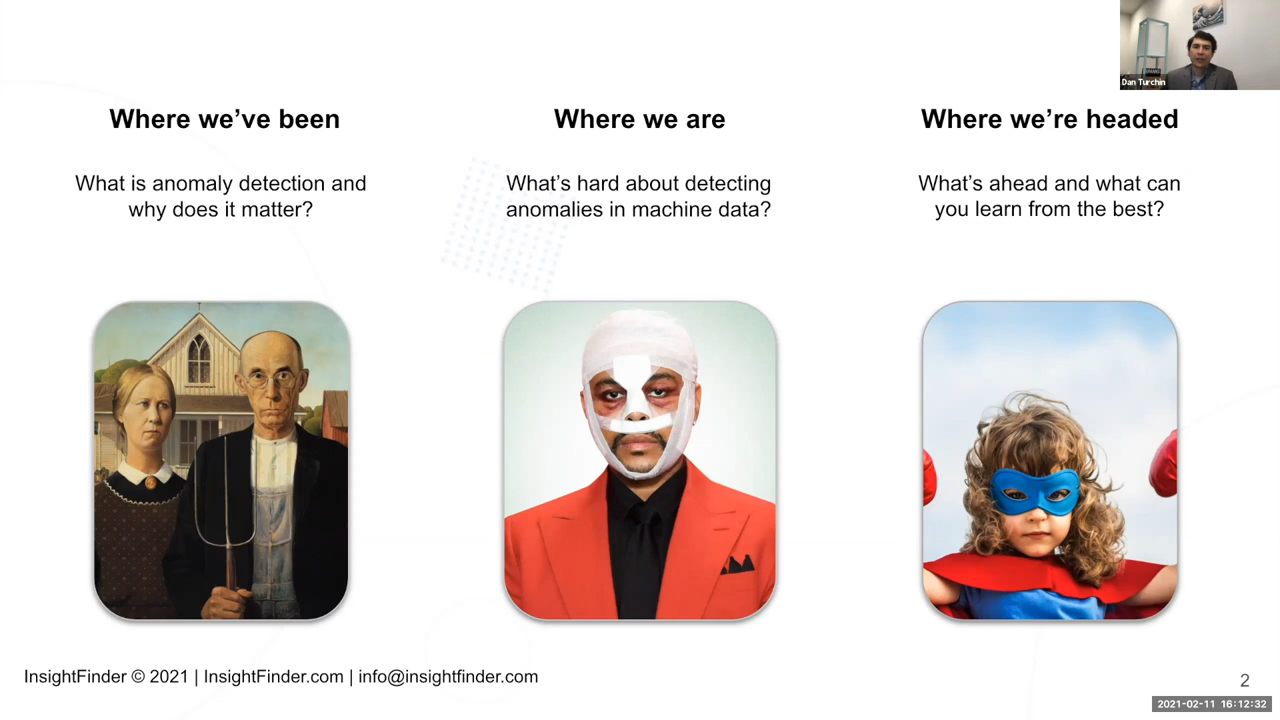 Dan Turchin
Where we've been
What is anomaly detection and
why does it matter?
Where we are
What's hard about detecting
anomalies in machine data?
Where we're headed
What's ahead and what can
you learn from the best?
InsightFinder © 2021 | InsightFinder.com | info@insightfinder.com
2
2021-02-11 16:12:32